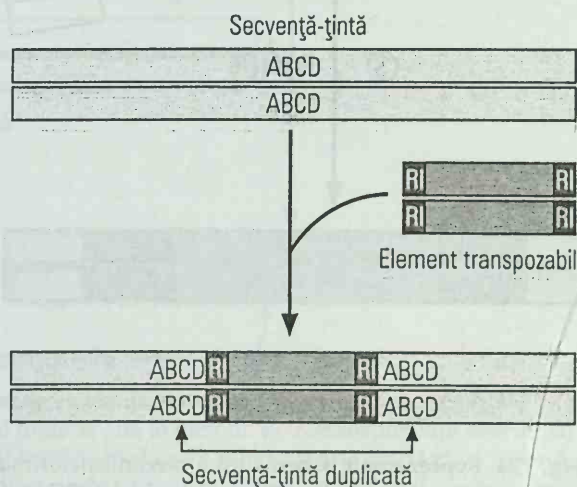 Secvenţă-ţintă
ABCD
ABCD
RI RI
RI RI
Element transpozabil
ABCD RI RI ABCD
ABCD RI RI ABCD
Secvenţă-ţintă duplicată